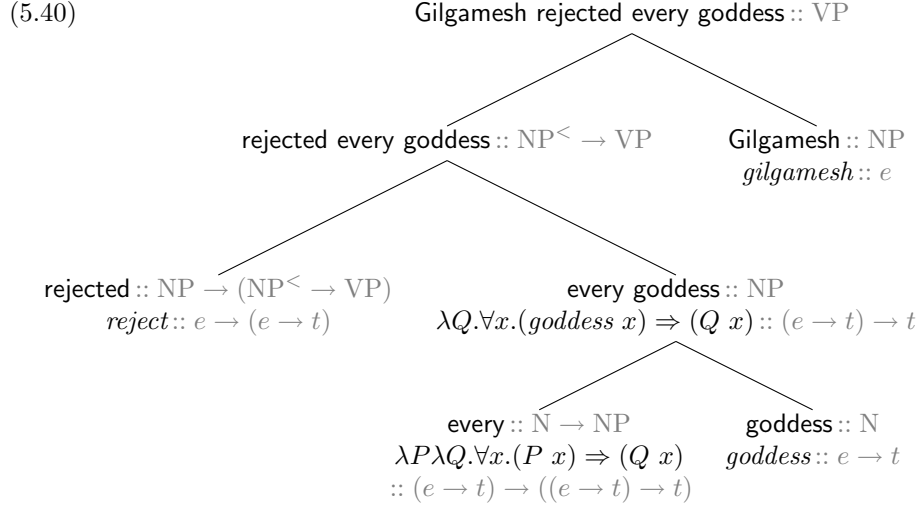 (5.40)
Gilgamesh rejected every goddess :: VP
rejected every goddess :: NP< → VP
Gilgamesh :: NP
gilgamesh :: e
rejected :: NP → (NP< → VP)
reject :: e → (e → t)
every goddess :: NP
λQ.∀x.(goddess x) ⇒ (Q x) :: (e → t) → t
every :: N → NP
λPλQ.∀x.(P x) ⇒ (Q x)
:: (e → t) → ((e → t) → t)
goddess :: N
goddess :: e → t